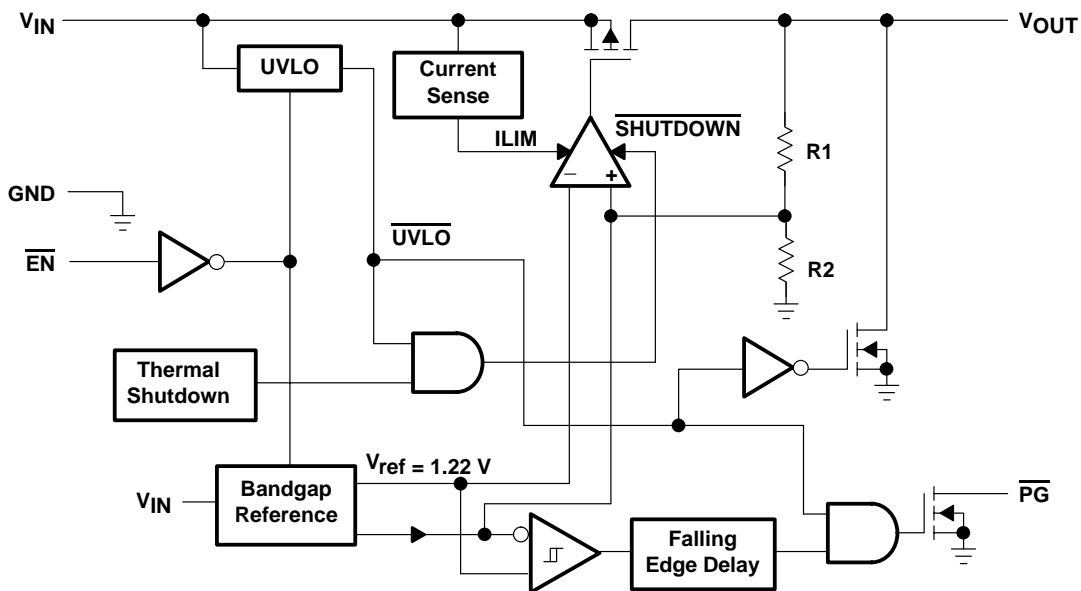 VIN
VOUT
UVLO
Current
Sense
SHUTDOWN
ILIM
R1
− +
GND
UVLO
EN
R2
Thermal
Shutdown
Vref = 1.22 V
VIN
Bandgap
Reference
PG
Falling
Edge Delay